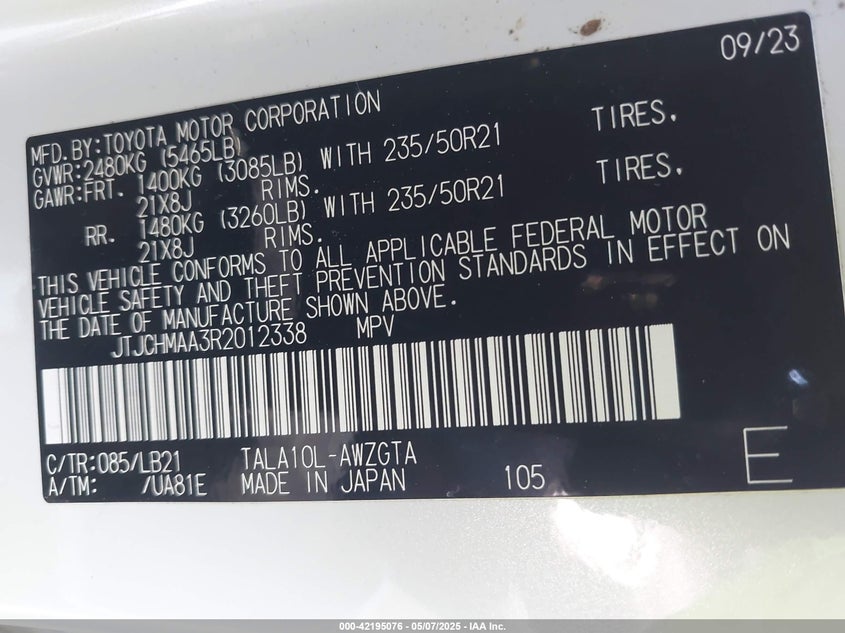 09/23
MFD.BY:TOYOTA MOTOR CORPORATION
GVWR:2480KG (5465LB)
GAWR:FRT. 1400KG (3085LB) WITH 235/50R21 TIRES.
21X8J RIMS.
RR. 1480KG (3260LB) WITH 235/50R21 TIRES.
21X8J RIMS.
THIS VEHICLE CONFORMS TO ALL APPLICABLE FEDERAL MOTOR
VEHICLE SAFETY AND THEFT PREVENTION STANDARDS IN EFFECT ON
THE DATE OF MANUFACTURE SHOWN ABOVE.
JTJCHMAA3R2012338 MPV
C/TR:085/LB21 TALA10L-AWZGTA
A/TM: /UA81E MADE IN JAPAN 105 E
000-42195076 - 05/07/2025 - IAA Inc.